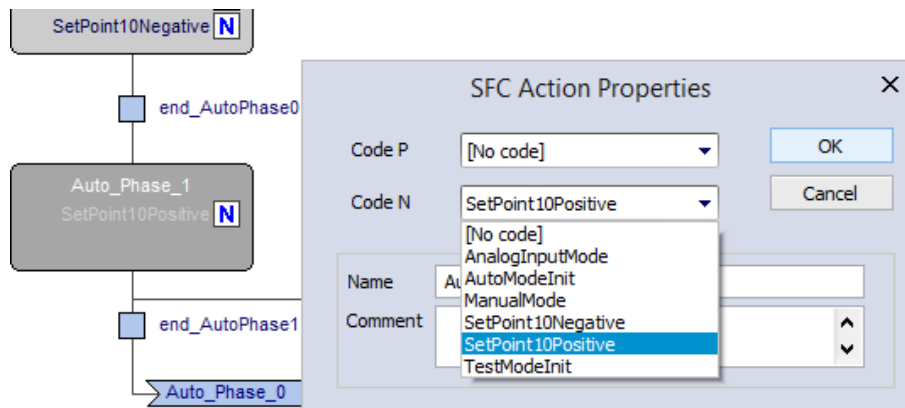 SetPoint10Negative N
end_AutoPhase0
Auto_Phase_1
SetPoint10Positive N
end_AutoPhase1
Auto_Phase_0
SFC Action Properties
Code P [No code] OK
Code N SetPoint10Positive Cancel
[No code]
AnalogInputMode
AutoModeInit
ManualMode
SetPoint10Negative
SetPoint10Positive
TestModeInit
Name
Comment